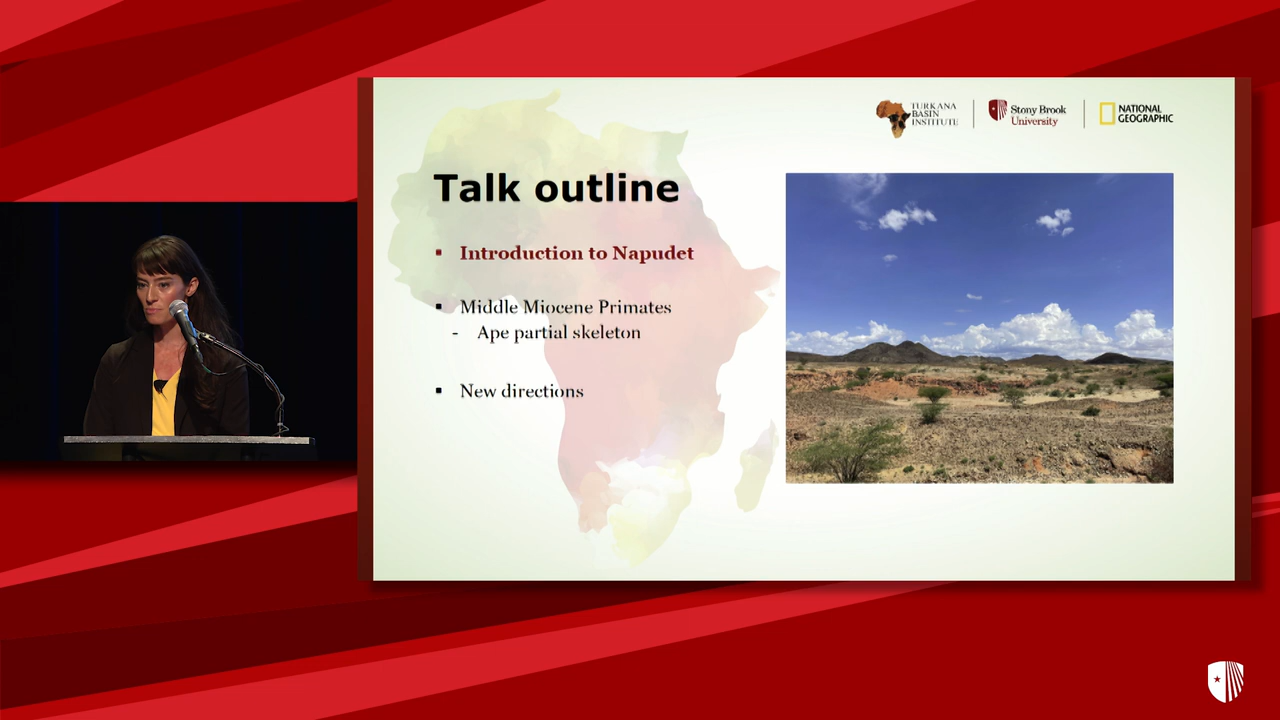 TURKANA
BASIN
INSTITUTE
Stony Brook
University
NATIONAL
GEOGRAPHIC
Talk outline
▪ Introduction to Napudet
▪ Middle Miocene Primates
- Ape partial skeleton
▪ New directions